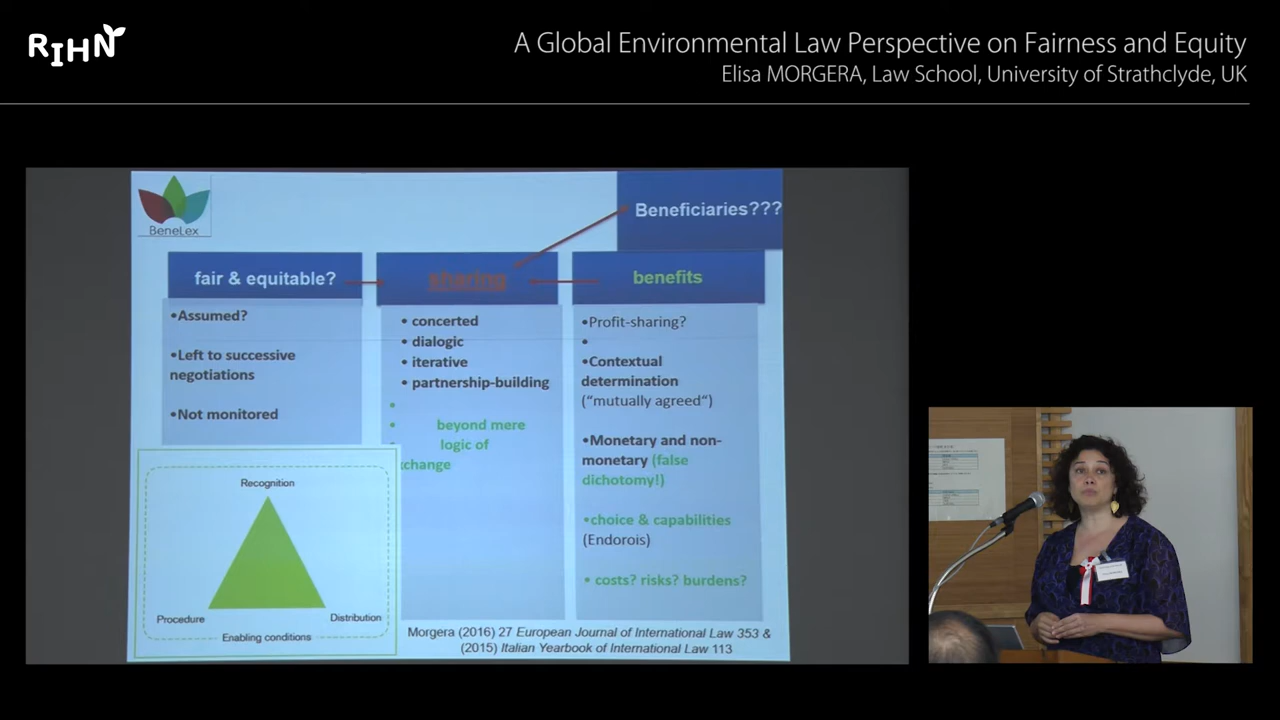 RIHN
A Global Environmental Law Perspective on Fairness and Equity
Elisa MORGERA, Law School, University of Strathclyde, UK
BeneLex
Beneficiaries???
fair & equitable?
•Assumed?
•Left to successive
negotiations
•Not monitored
sharing
• concerted
• dialogic
• iterative
• partnership-building
•
• beyond mere
• logic of
xchange
benefits
•Profit-sharing?
•
•Contextual
determination
(“mutually agreed“)
•Monetary and non-
monetary (false
dichotomy!)
•choice & capabilities
(Endorois)
• costs? risks? burdens?
Recognition
Procedure
Distribution
Enabling conditions
Morgera (2016) 27 European Journal of International Law 353 &
(2015) Italian Yearbook of International Law 113